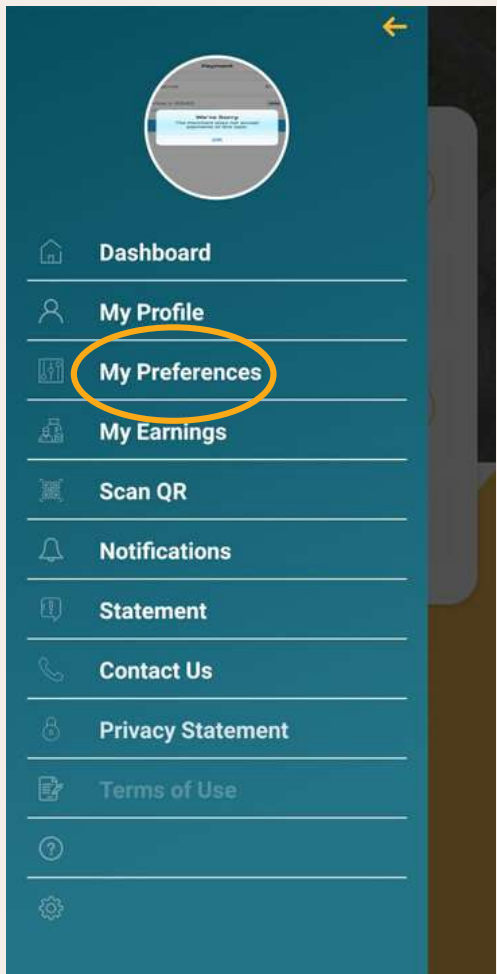 Payment
We're Sorry
Dashboard
My Profile
My Preferences
My Earnings
Scan QR
Notifications
Statement
Contact Us
Privacy Statement
Terms of Use